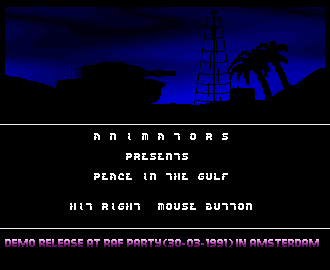 ANIMATORS
PRESENTS
PEACE IN THE GULF
HIT RIGHT MOUSE BUTTON
DEMO RELEASE AT RAF PARTY(30-03-1991) IN AMSTERDAM